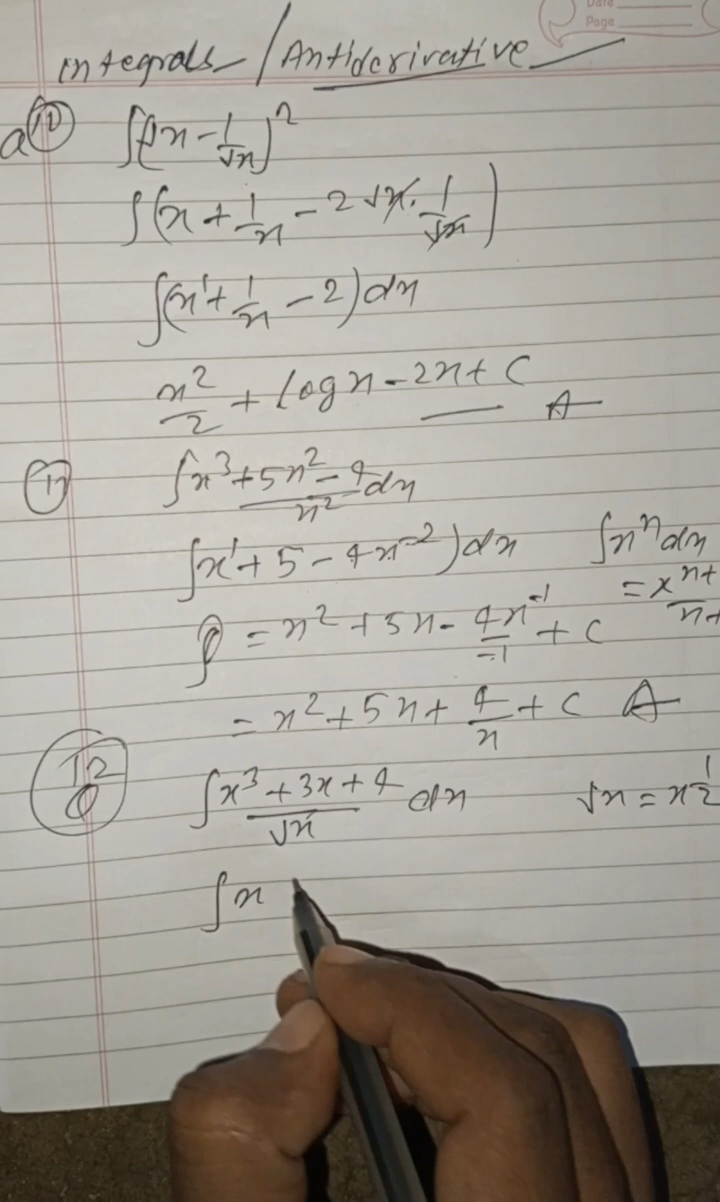 Date
Page
Integrals / Antiderivative
Q 10 ∫(√x - 1/√x)²
∫(x + 1/x - 2√x · 1/√x)
∫(x¹ + 1/x - 2)dx
x²/2 + log x - 2x + C A
11 ∫ x³ + 5x² - 4/x² dx
∫x¹ + 5 - 4x⁻²)dx ∫xⁿ dx
= x² + 5x - 4x⁻¹/-1 + C = xⁿ⁺/n+
= x² + 5x + 4/x + C A
12 Q ∫ x³ + 3x + 4/√x dx √x = x^1/2
∫x